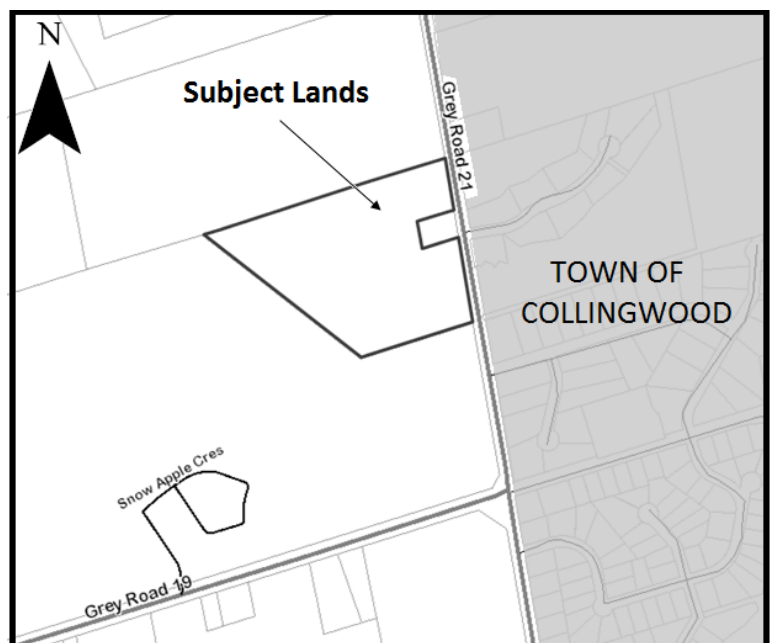 N
Subject Lands
Grey Road 21
TOWN OF
COLLINGWOOD
Snow Apple Cres
Grey Road 19